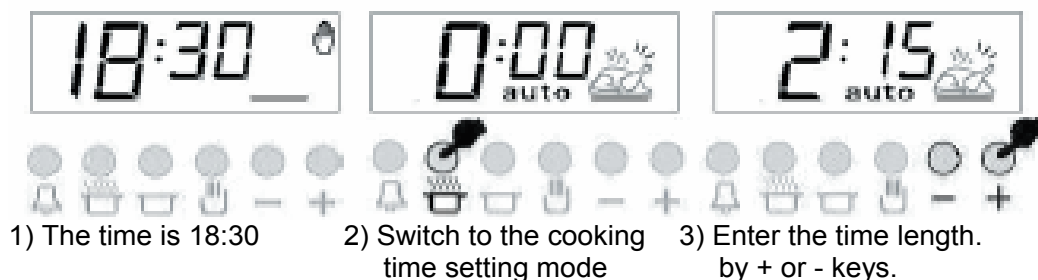 18:30
0:00
auto
2:15
auto
1) The time is 18:30
2) Switch to the cooking
time setting mode
3) Enter the time length.
by + or - keys.